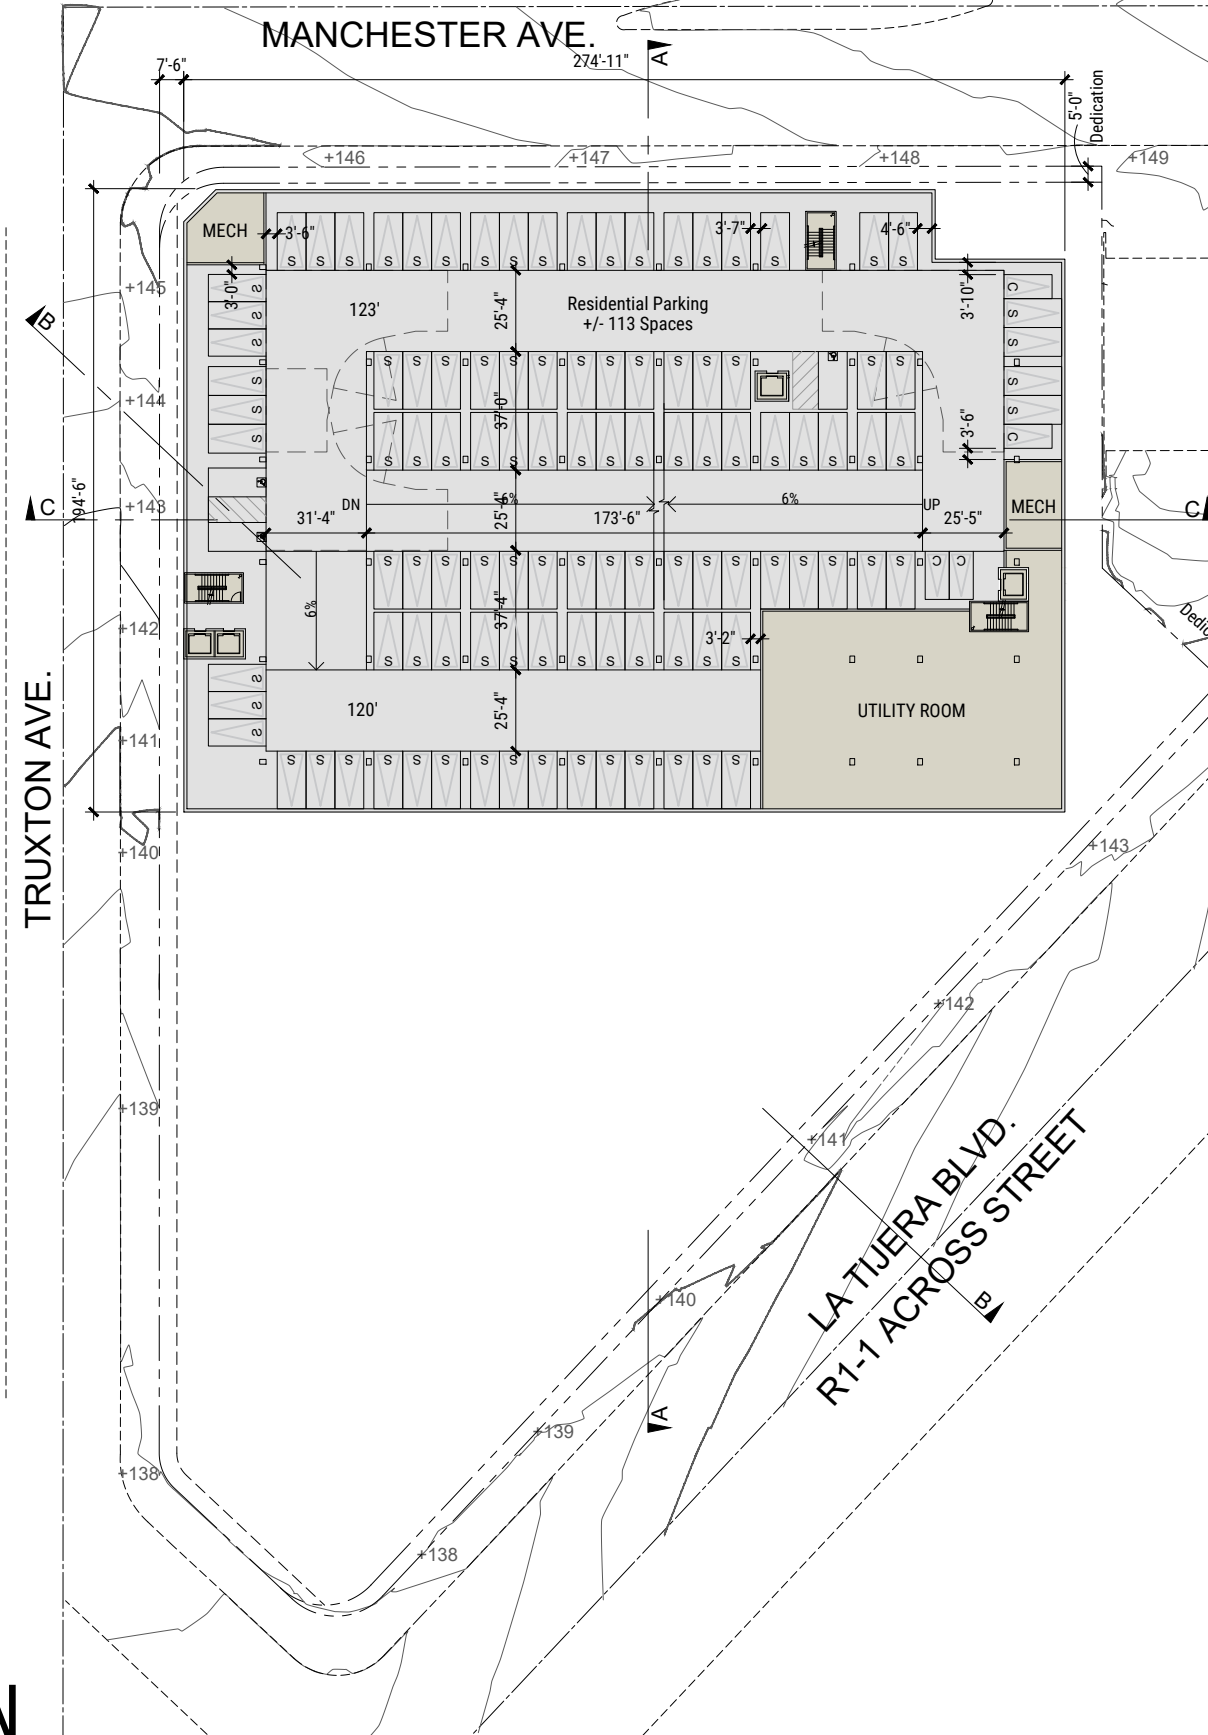 MANCHESTER AVE.
7'-6"
274'-11"
A
5'-0"
Dedication
+146
+147
+148
+149
MECH
3'-6"
3'-7"
4'-6"
S S S S S S S S S S S S S S S S S S
+145
B
3'-0"
S
S
S
123'
25'-4"
Residential Parking
+/- 113 Spaces
3'-10"
C
S
S
S S S S S S S S S S S S S S
+144
S
S
S
37'-0"
3'-6"
S
S
C
S S S S S S S S S S S S S S S S S
194'-6"
C
+143
DN
6%
6%
UP
MECH
C
31'-4"
25'-4"
173'-6"
25'-5"
S S S S S S S S S S S S S S S S S C C
6%
37'-4"
+142
3'-2"
S S S S S S S S S S S S
S
S
S
120'
25'-4"
UTILITY ROOM
+141
S S S S S S S S S S S S S S S
TRUXTON AVE.
+140
+143
+142
+139
+141
LA TIJERA BLVD.
R1-1 ACROSS STREET
B
+140
A
+139
+138
+138
N